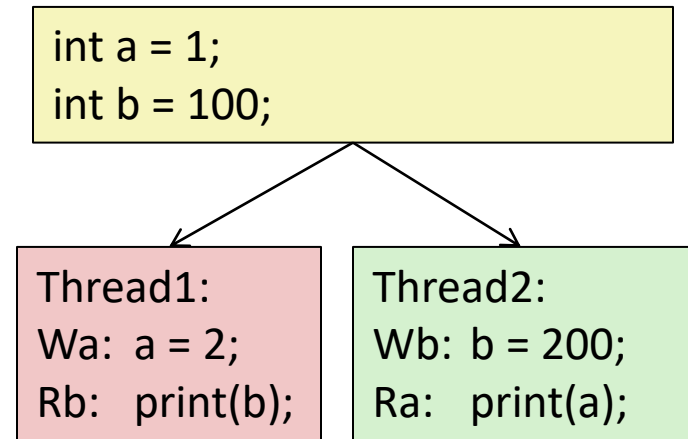 int a = 1;
int b = 100;
Thread1:
Wa: a = 2;
Rb: print(b);
Thread2:
Wb: b = 200;
Ra: print(a);